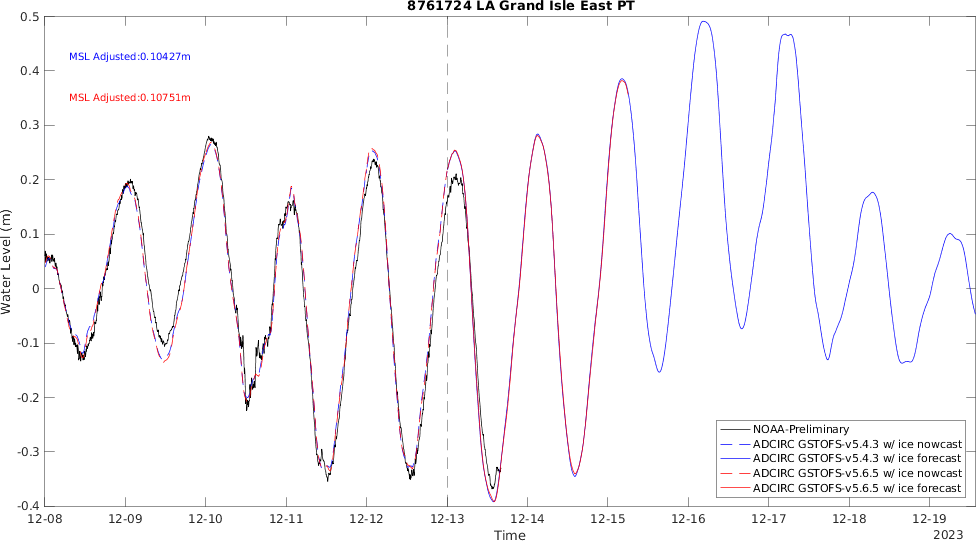 8761724 LA Grand Isle East PT
MSL Adjusted:0.10427m
MSL Adjusted:0.10751m
Water Level (m)
0.5
0.4
0.3
0.2
0.1
0
-0.1
-0.2
-0.3
-0.4
NOAA-Preliminary
ADCIRC GSTOFS-v5.4.3 w/ ice nowcast
ADCIRC GSTOFS-v5.4.3 w/ ice forecast
ADCIRC GSTOFS-v5.6.5 w/ ice nowcast
ADCIRC GSTOFS-v5.6.5 w/ ice forecast
12-08 12-09 12-10 12-11 12-12 12-13 12-14 12-15 12-16 12-17 12-18 12-19
Time
2023